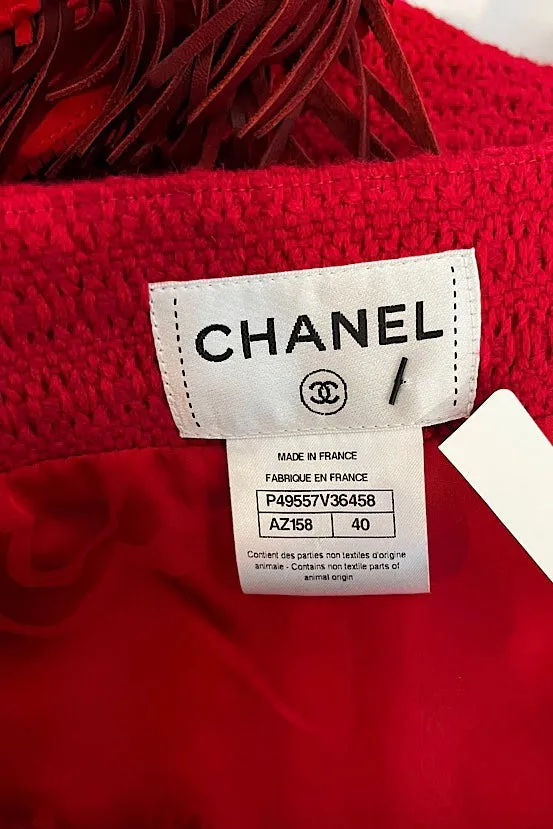 CHANEL
MADE IN FRANCE
FABRIQUE EN FRANCE
P49557V36458
AZ158 40
Contient des parties non textiles d'origine
animale - Contains non textile parts of
animal origin